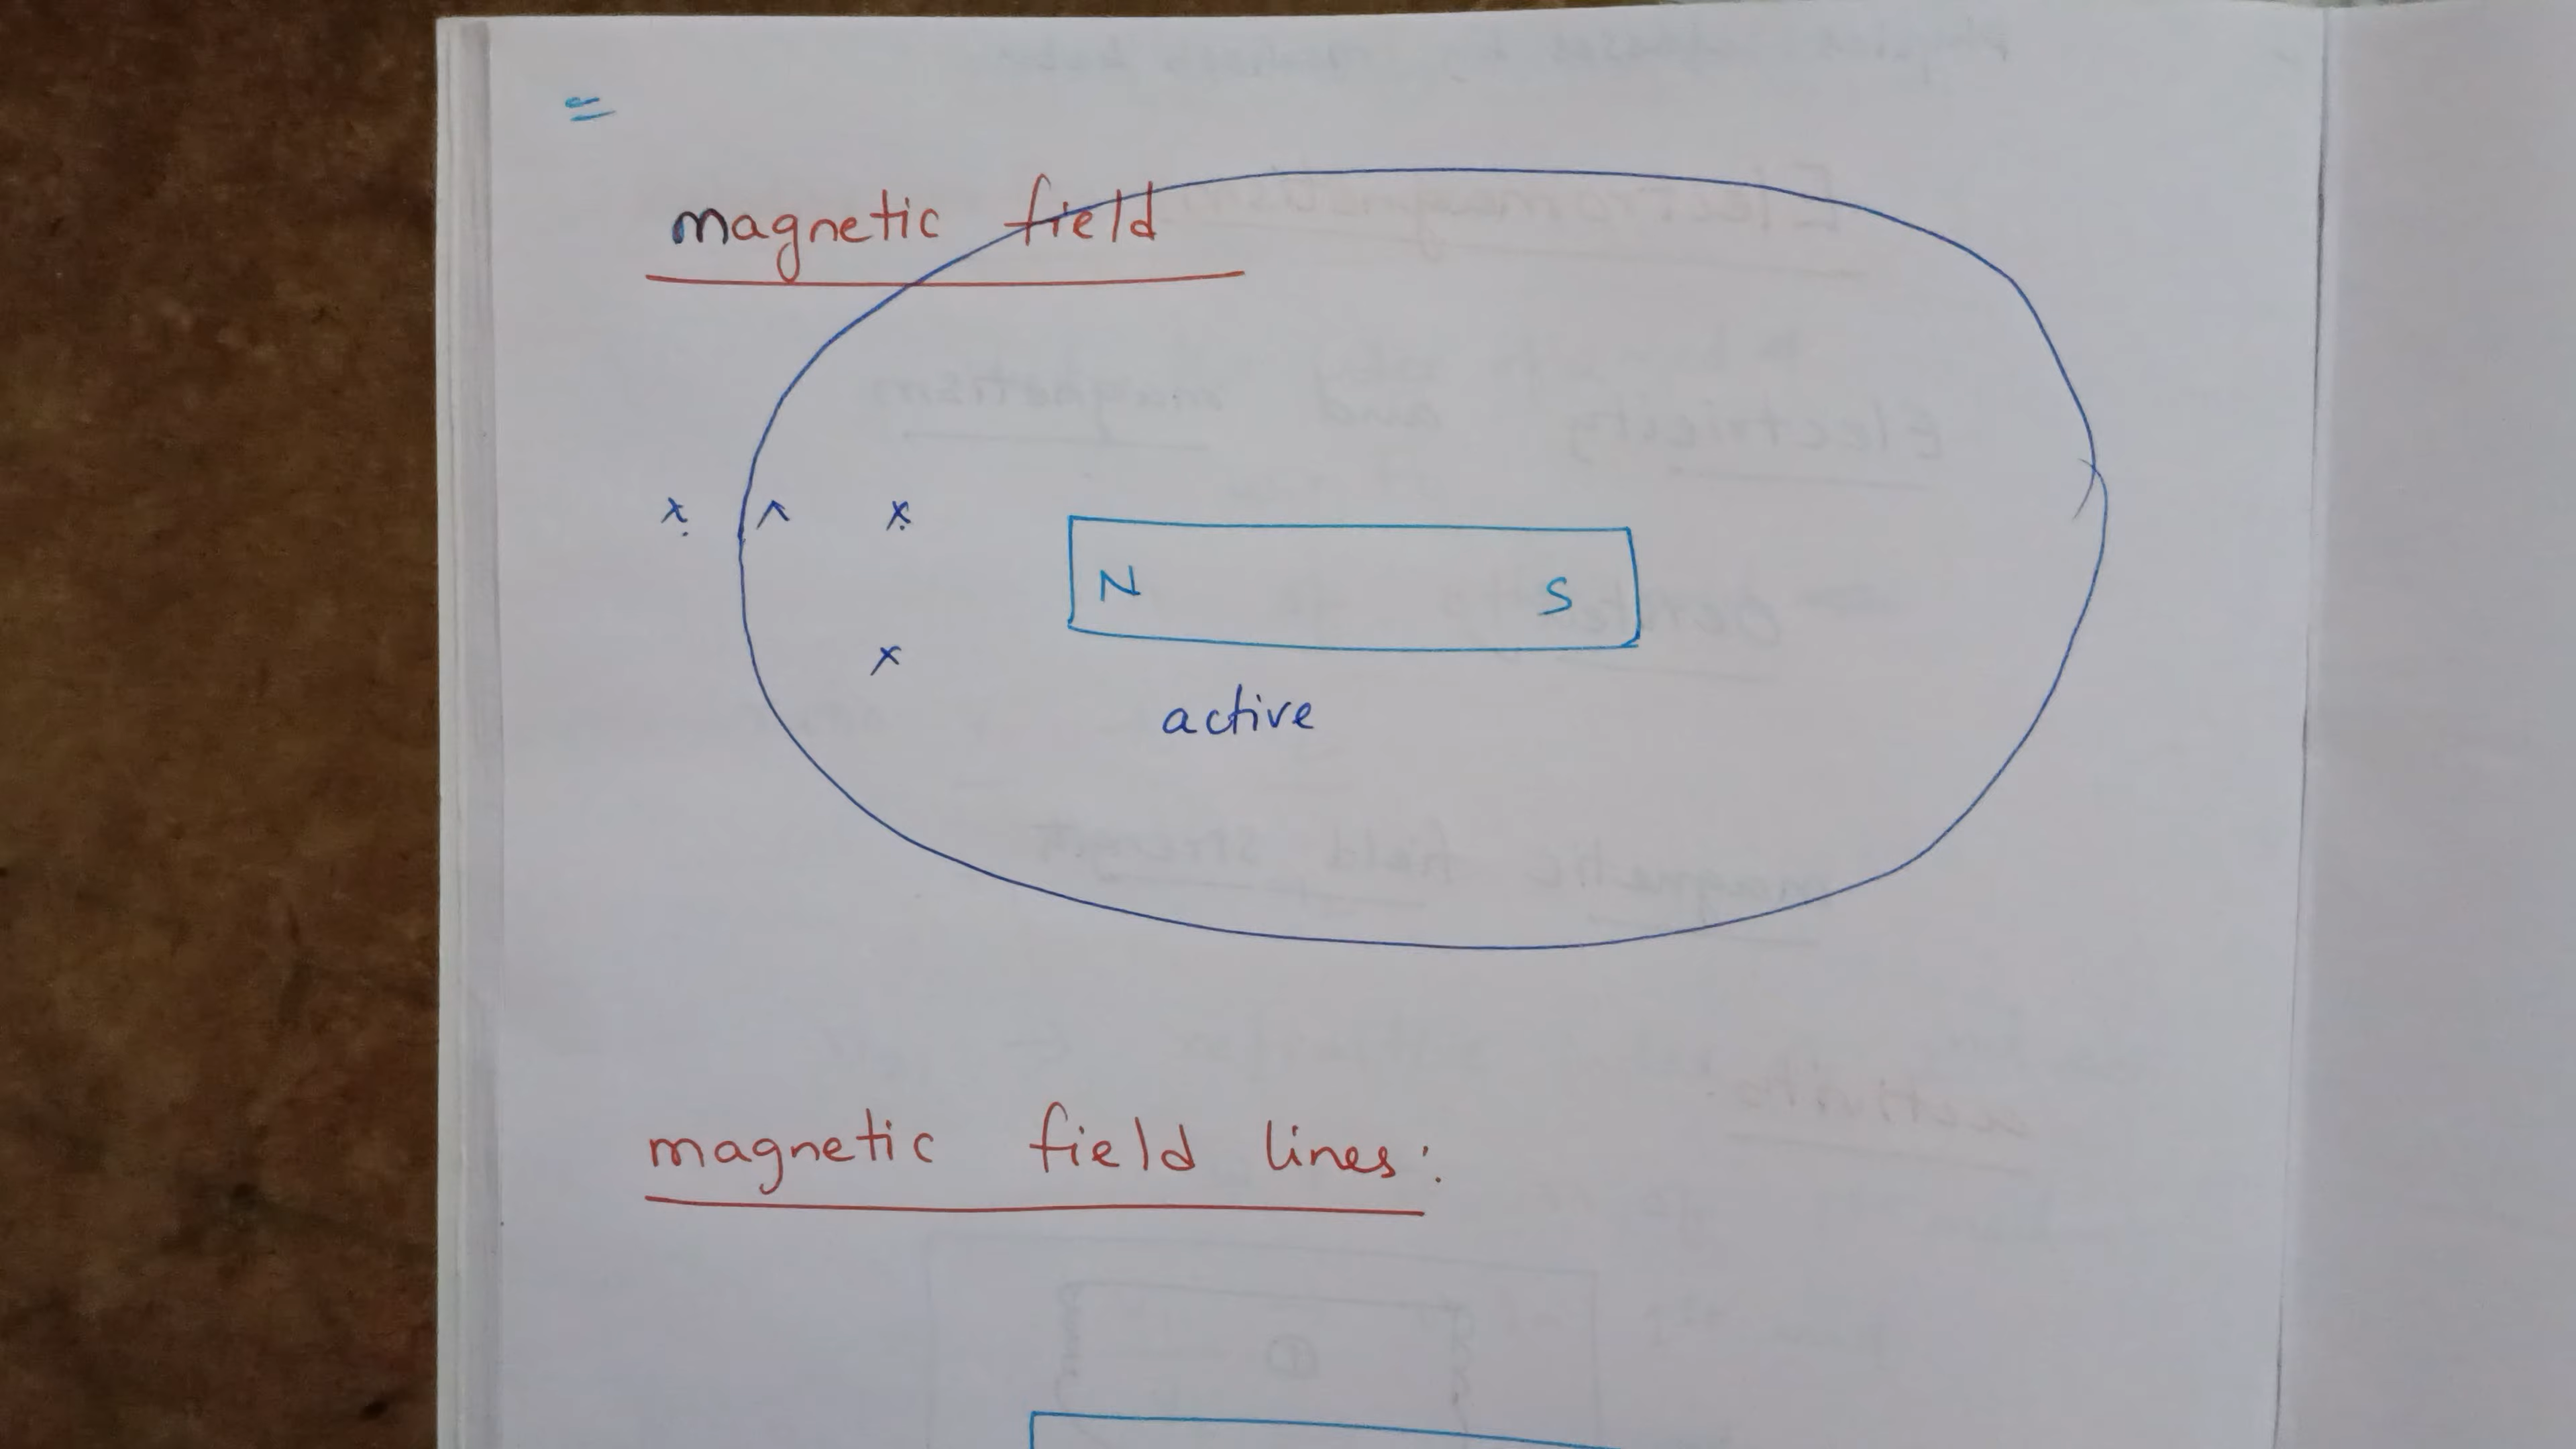 =
magnetic field
x ^ x
N S
x
active
magnetic field lines: